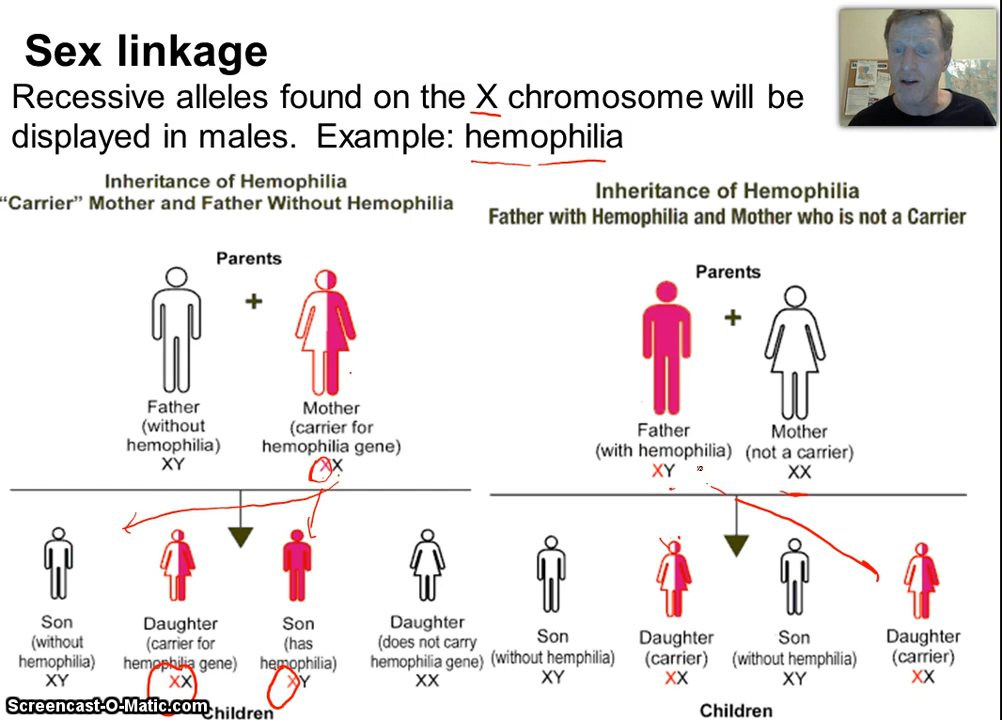 Sex linkage
Recessive alleles found on the X chromosome will be
displayed in males. Example: hemophilia
Inheritance of Hemophilia
“Carrier” Mother and Father Without Hemophilia
Parents
+
Father
(without
hemophilia)
XY
Mother
(carrier for
hemophilia gene)
XX
Son
(without
hemophilia)
XY
Daughter
(carrier for
hemophilia gene)
XX
Son
(has
hemophilia)
XY
Daughter
(does not carry
hemophilia gene)
XX
Children
Inheritance of Hemophilia
Father with Hemophilia and Mother who is not a Carrier
Parents
+
Father
(with hemophilia)
XY
Mother
(not a carrier)
XX
Son
(without hemphilia)
XY
Daughter
(carrier)
XX
Son
(without hemphilia)
XY
Daughter
(carrier)
XX
Children
Screencast-O-Matic.com